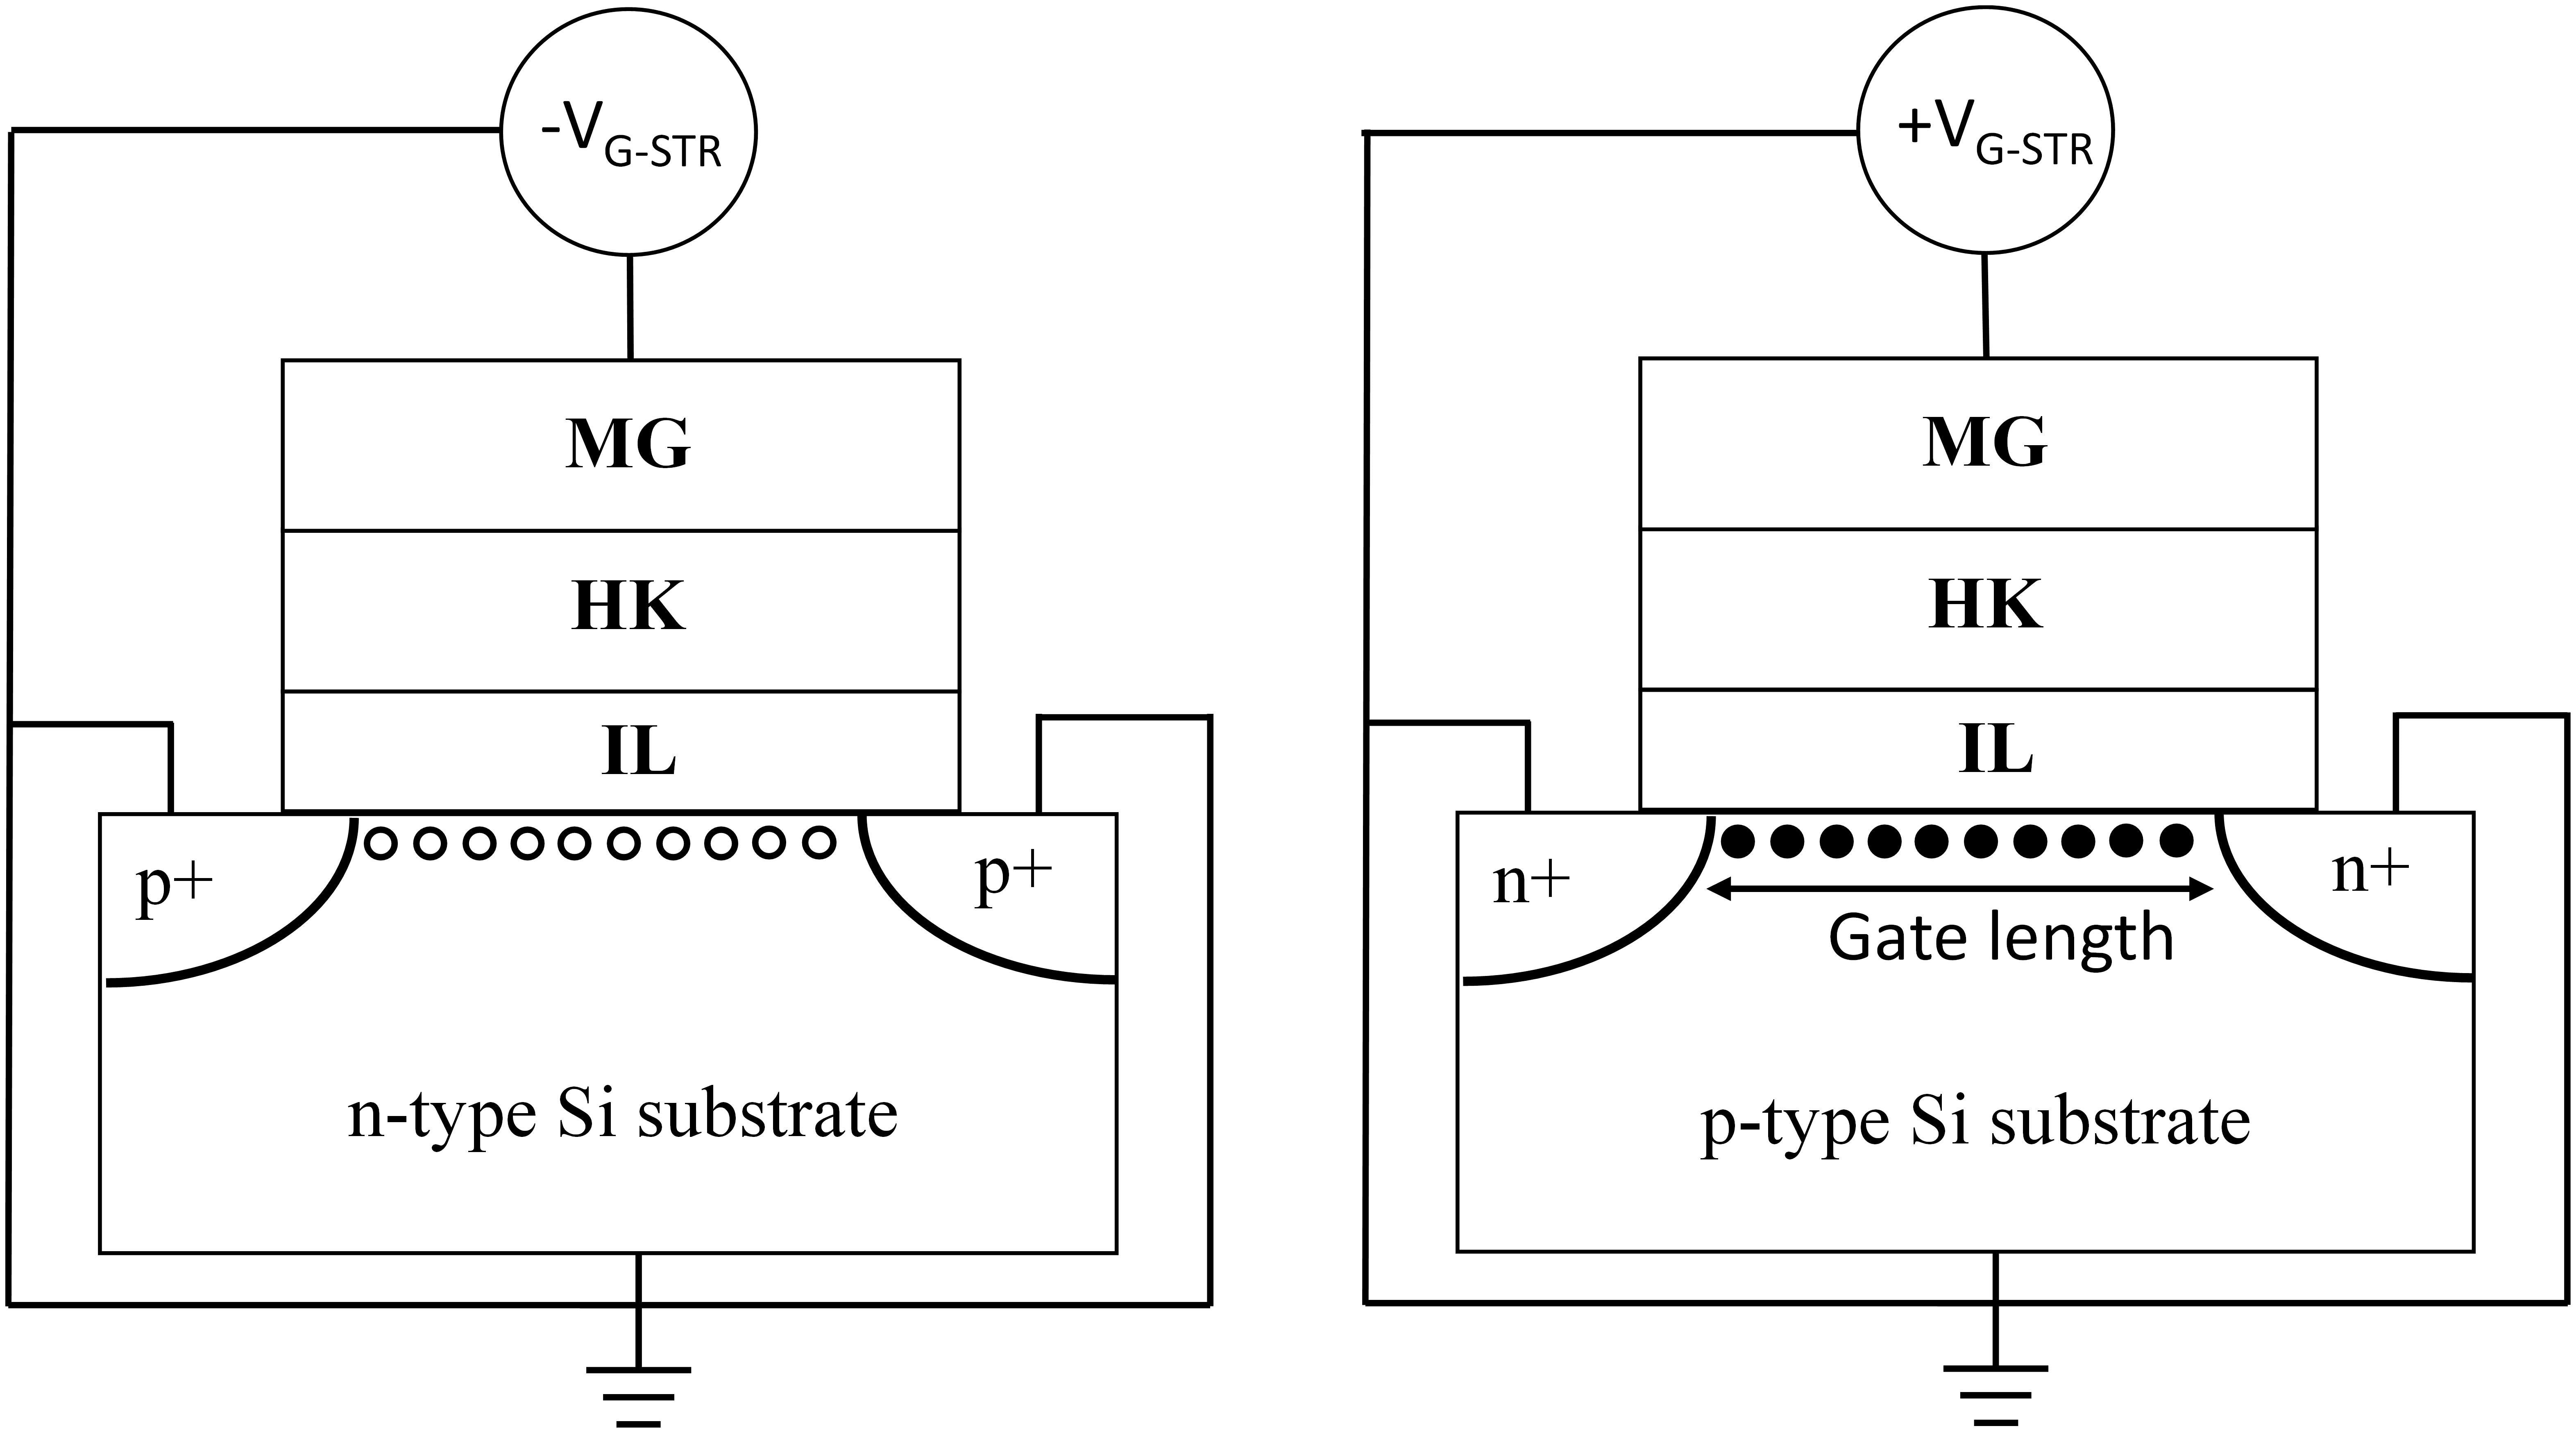 -VG-STR
MG
HK
IL
p+
p+
n-type Si substrate
+VG-STR
MG
HK
IL
n+
n+
Gate length
p-type Si substrate